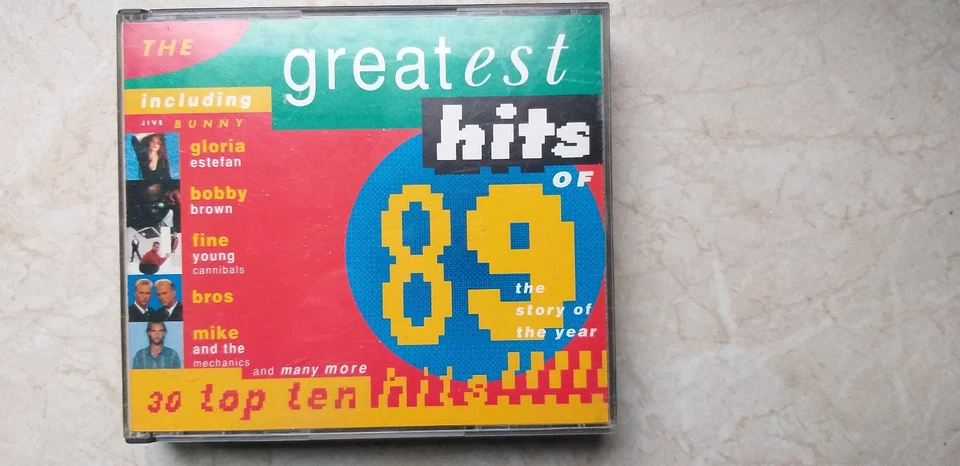 THE
greatest
hits
OF
89
the
story of
the year
including
JIVE BUNNY
gloria
estefan
bobby
brown
fine
young
cannibals
bros
mike
and the
mechanics
and many more
30 top ten hits